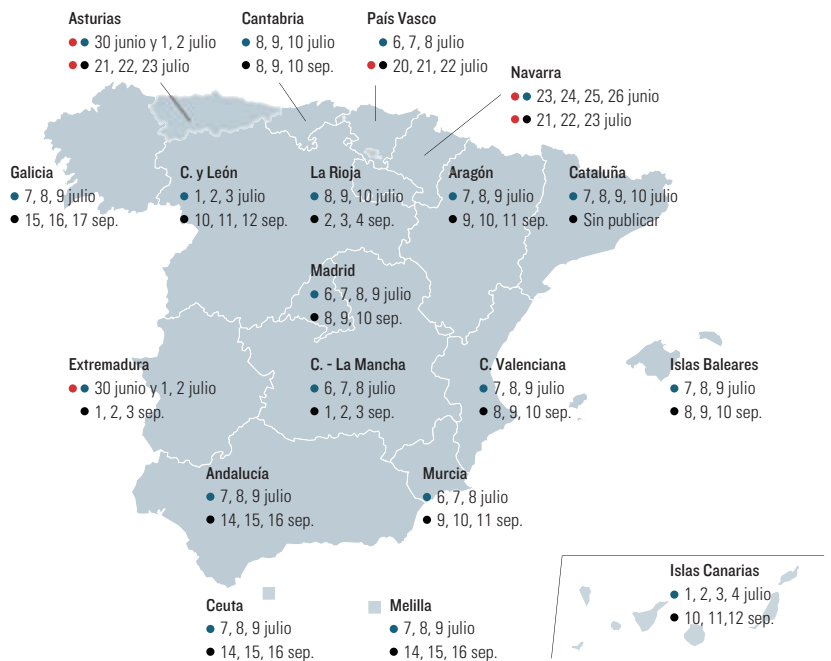 Asturias
30 junio y 1, 2 julio
21, 22, 23 julio
Cantabria
8, 9, 10 julio
8, 9, 10 sep.
País Vasco
6, 7, 8 julio
20, 21, 22 julio
Navarra
23, 24, 25, 26 junio
21, 22, 23 julio
Galicia
7, 8, 9 julio
15, 16, 17 sep.
C. y León
1, 2, 3 julio
10, 11, 12 sep.
La Rioja
8, 9, 10 julio
2, 3, 4 sep.
Aragón
7, 8, 9 julio
9, 10, 11 sep.
Cataluña
7, 8, 9, 10 julio
Sin publicar
Madrid
6, 7, 8, 9 julio
8, 9, 10 sep.
Extremadura
30 junio y 1, 2 julio
1, 2, 3 sep.
C. - La Mancha
6, 7, 8 julio
1, 2, 3 sep.
C. Valenciana
7, 8, 9 julio
8, 9, 10 sep.
Islas Baleares
7, 8, 9 julio
8, 9, 10 sep.
Andalucía
7, 8, 9 julio
14, 15, 16 sep.
Murcia
6, 7, 8 julio
9, 10, 11 sep.
Islas Canarias
1, 2, 3, 4 julio
10, 11,12 sep.
Ceuta
7, 8, 9 julio
14, 15, 16 sep.
Melilla
7, 8, 9 julio
14, 15, 16 sep.